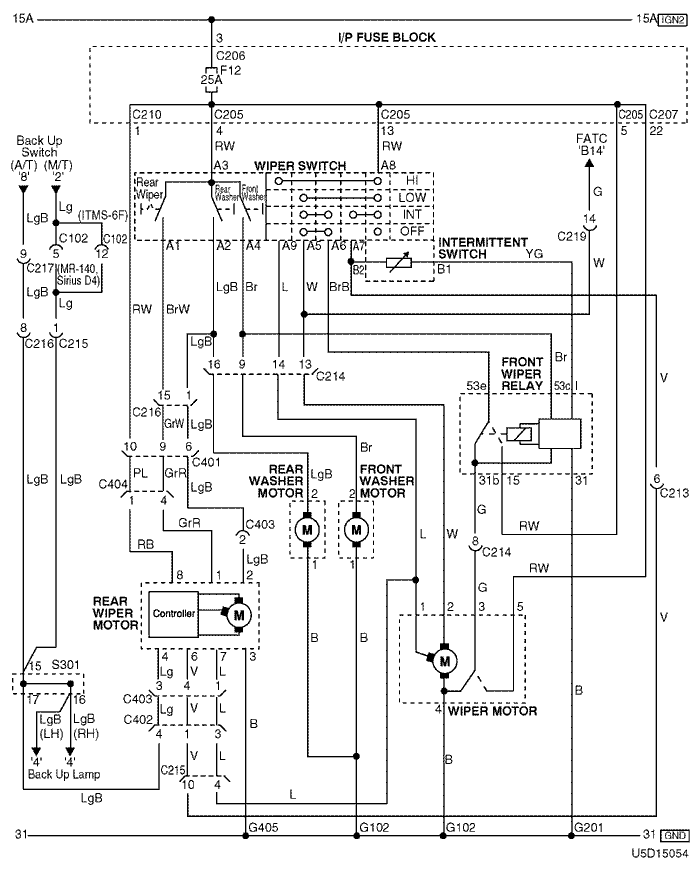 15A 15A IGN2
3 I/P FUSE BLOCK
C206
F12
25A
C210 C205 C205 C205 C207
1 4 13 5 22
Back Up
Switch
(A/T) (M/T)
'8' '2'
RW RW
FATC
'B14'
A3 WIPER SWITCH A8
Rear
Wiper
Rear
Washer
Front
Washer
HI
LOW
INT
OFF
G
LgB Lg (ITMS-6F)
14
C219
C102 C102
9 5 12
A1 A2 A4 A9 A5 A6 A7
INTERMITTENT
SWITCH
B2 B1 YG W
C217 (MR-140,
Sirius D4)
LgB Lg
RW BrW LgB Br L W BrB
8 1
C216 C215
LgB
16 9 14 13
C214
Br
FRONT
WIPER
RELAY
V
53e 53c I
15 1
C216
GrW LgB
10 9 6
C401
Br
PL GrR LgB
C404
1 4
LgB LgB
REAR
WASHER
MOTOR
LgB
FRONT
WASHER
MOTOR
31b 15 31
6
C213
2 2
GrR C403
2
M M
G RW
L W
8
C214
RB LgB
1 1
RW
8 1 2
G
REAR
WIPER
MOTOR
Controller M
1 2 3 5
V
B B
M
4 6 7 3
15 S301
Lg V L
3 4 1
17 16
C403
C402
Lg V L
B
4
WIPER MOTOR
B
LgB
(LH)
LgB
(RH)
4 1 3
'4' '4'
Back Up Lamp
V L
C215
10 4
B
LgB L
31 G405 G102 G102 G201 31 GND
U5D15054